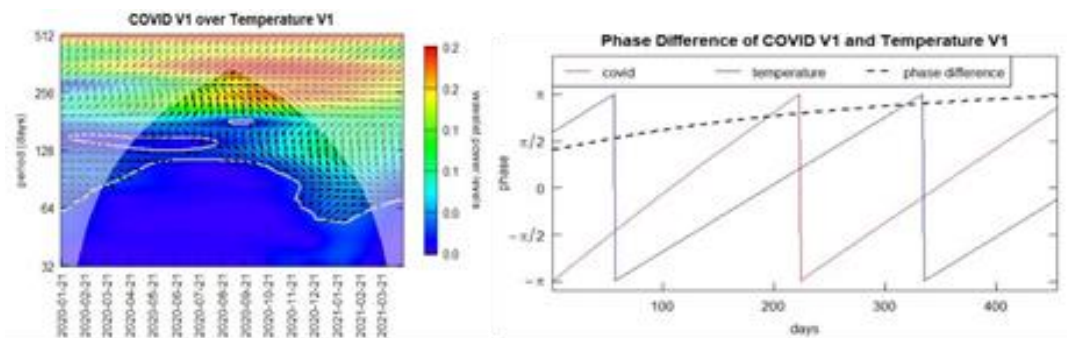 COVID V1 over Temperature V1
512
256
128
64
32
period (days)
0.2
0.1
0.1
0.0
0.0
wavelet power levels
2020-01-21
2020-02-21
2020-03-21
2020-04-21
2020-05-21
2020-06-21
2020-07-21
2020-08-21
2020-09-21
2020-10-21
2020-11-21
2020-12-21
2021-01-21
2021-02-21
2021-03-21
Phase Difference of COVID V1 and Temperature V1
covid temperature phase difference
π
π/2
0
−π/2
−π
phase
100 200 300 400
days